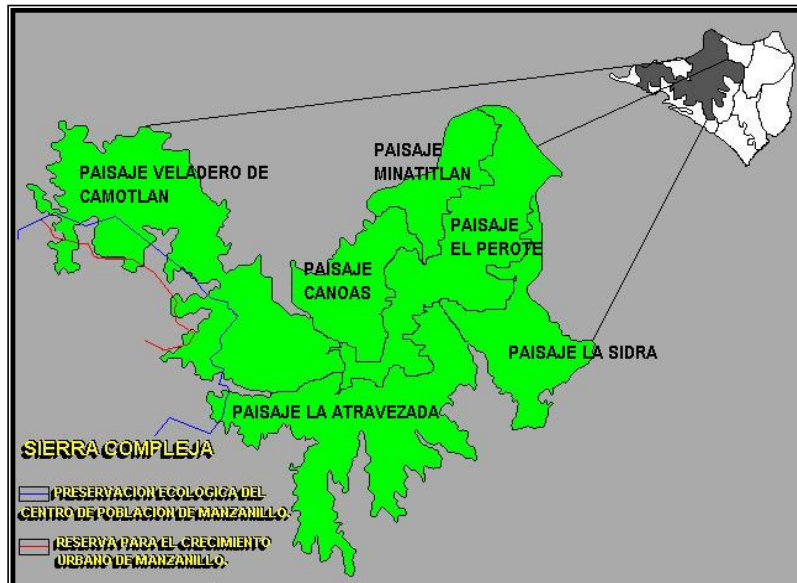 PAISAJE VELADERO DE
CAMOTLAN
PAISAJE
MINATITLAN
PAISAJE
EL PEROTE
PAISAJE
CANOAS
PAISAJE LA SIDRA
PAISAJE LA ATRAVEZADA
SIERRA COMPLEJA
PRESERVACION ECOLOGICA DEL
CENTRO DE POBLACION DE MANZANILLO.
RESERVA PARA EL CRECIMIENTO
URBANO DE MANZANILLO.